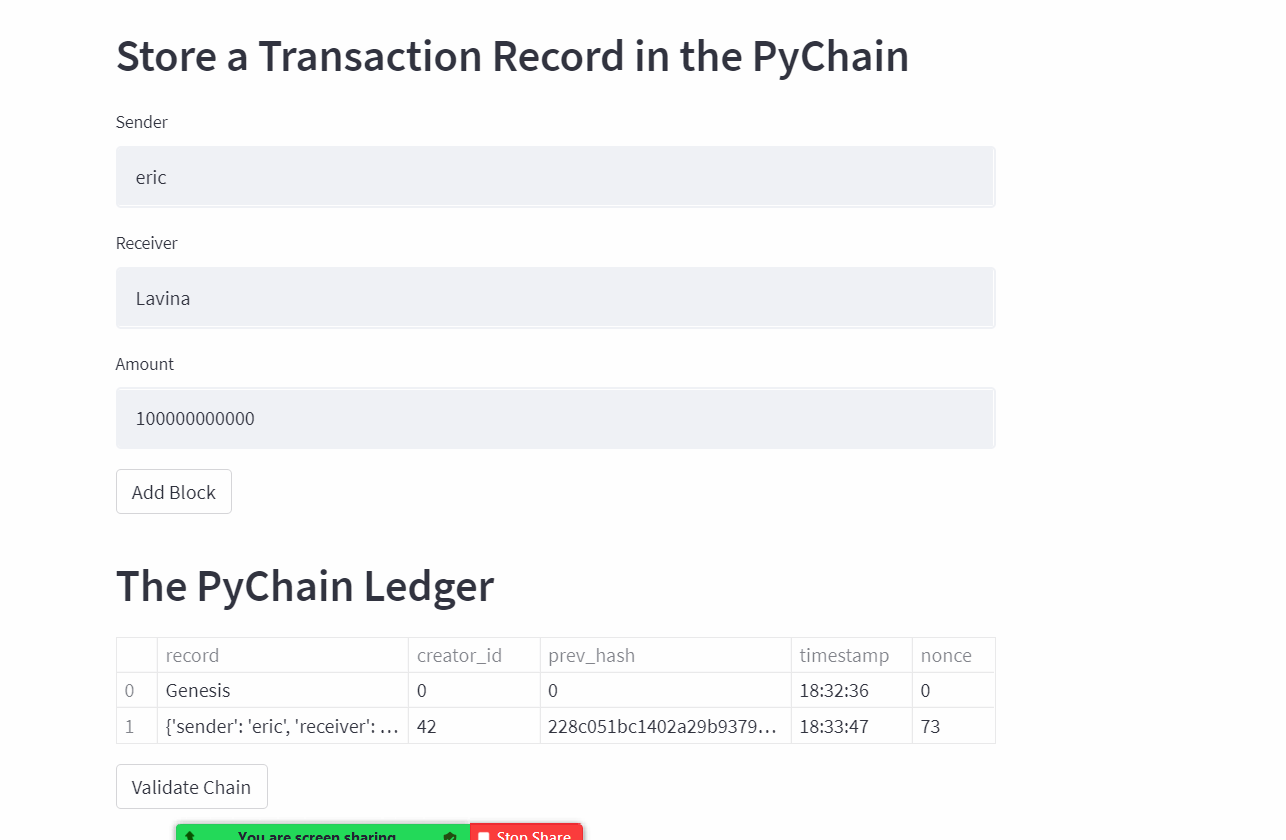 Store a Transaction Record in the PyChain
Sender
eric
Receiver
Lavina
Amount
100000000000
Add Block
The PyChain Ledger
record creator_id prev_hash timestamp nonce
0 Genesis 0 0 18:32:36 0
1 {'sender': 'eric', 'receiver': ... 42 228c051bc1402a29b9379... 18:33:47 73
Validate Chain
You are screen sharing Stop Share